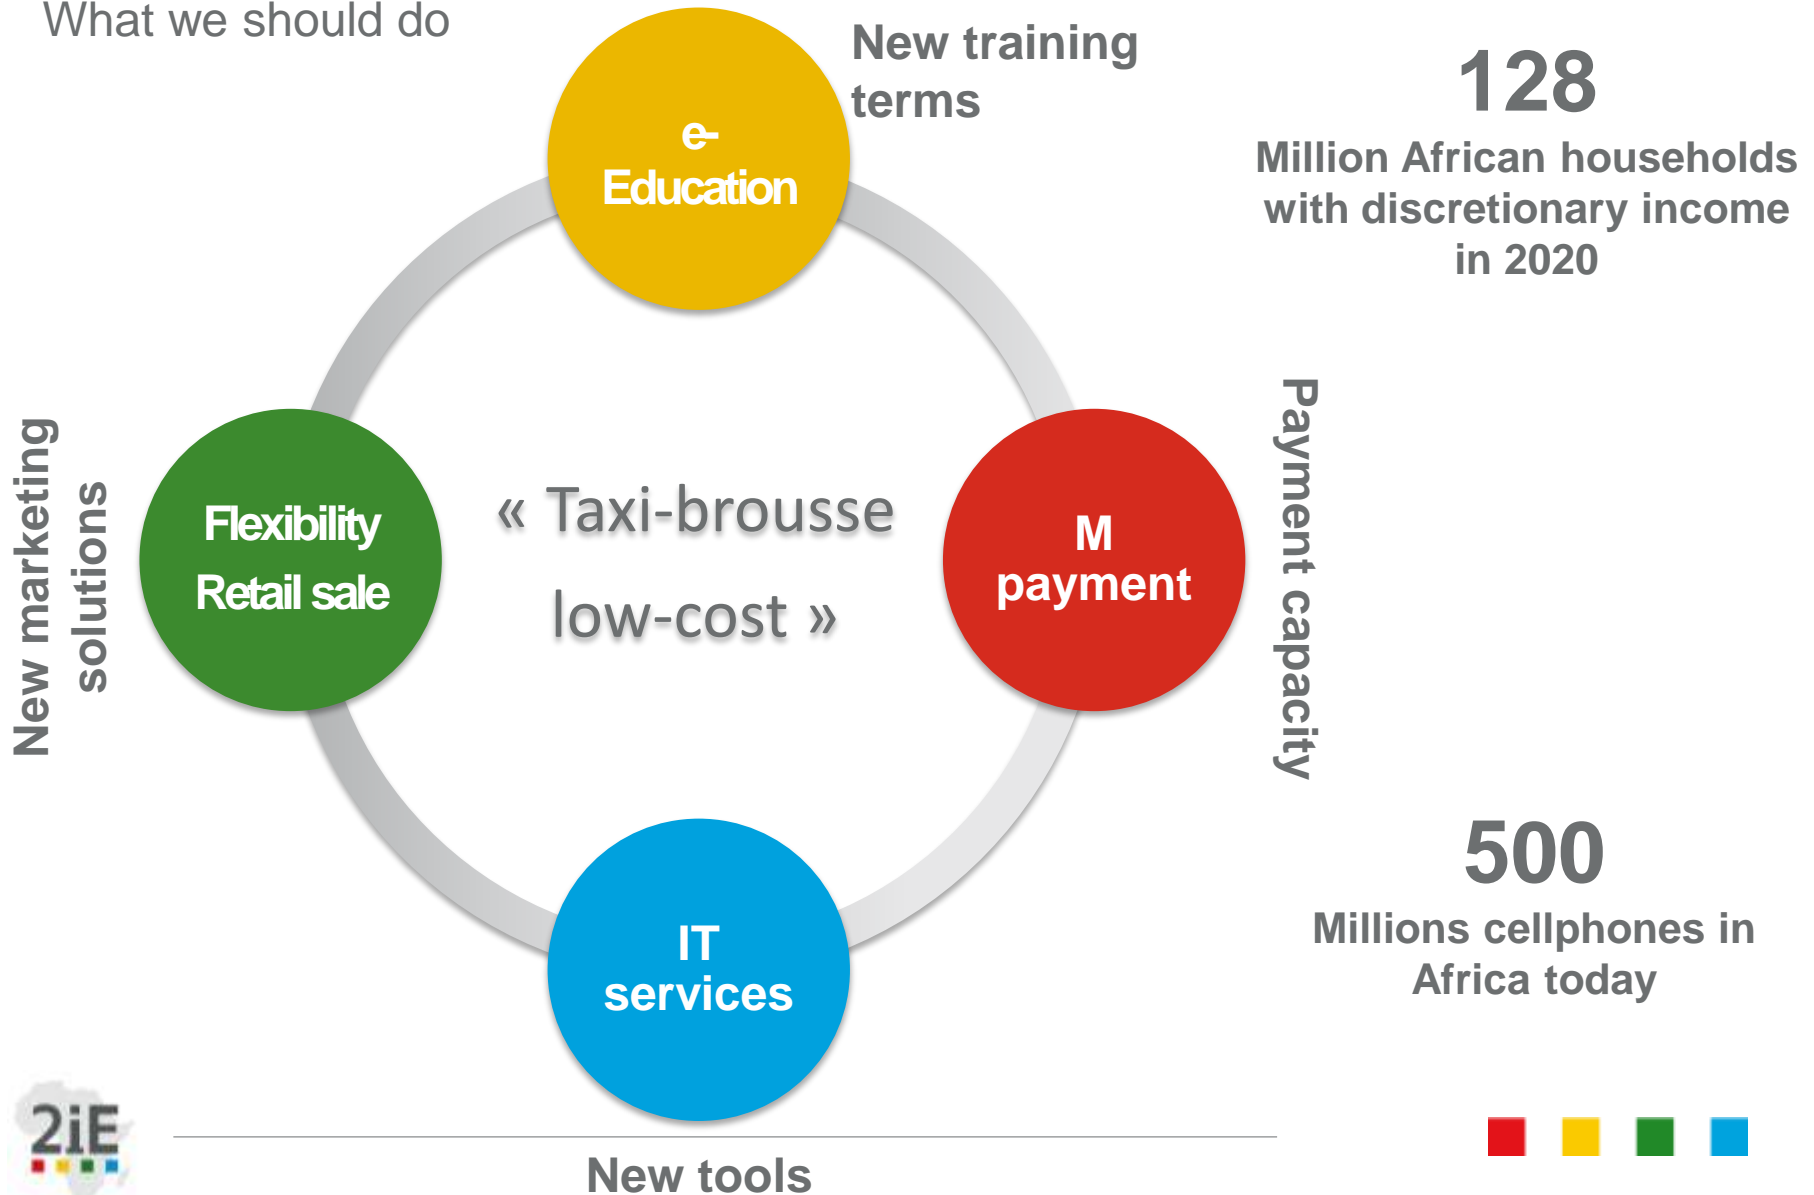 What we should do
New training
terms
e-
Education
128
Million African households
with discretionary income
in 2020
New marketing
solutions
Flexibility
Retail sale
« Taxi-brousse
low-cost »
M
payment
Payment capacity
500
Millions cellphones in
Africa today
IT
services
2iE
New tools